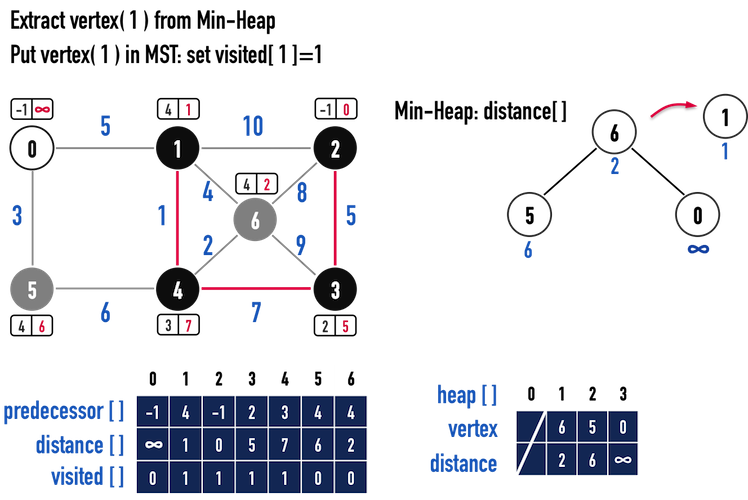 Extract vertex(1) from Min-Heap
Put vertex(1) in MST: set visited[1]=1
-1 ∞
4 1
-1 0
0 5 1 10 2
4 2
3 1 4 8 5
6
2 9
5 6 4 7 3
4 6
3 7
2 5
Min-Heap: distance[]
6
2
1
1
5
6
0
∞
0 1 2 3 4 5 6
predecessor [] -1 4 -1 2 3 4 4
distance [] ∞ 1 0 5 7 6 2
visited [] 0 1 1 1 1 0 0
heap [] 0 1 2 3
vertex 6 5 0
distance 2 6 ∞